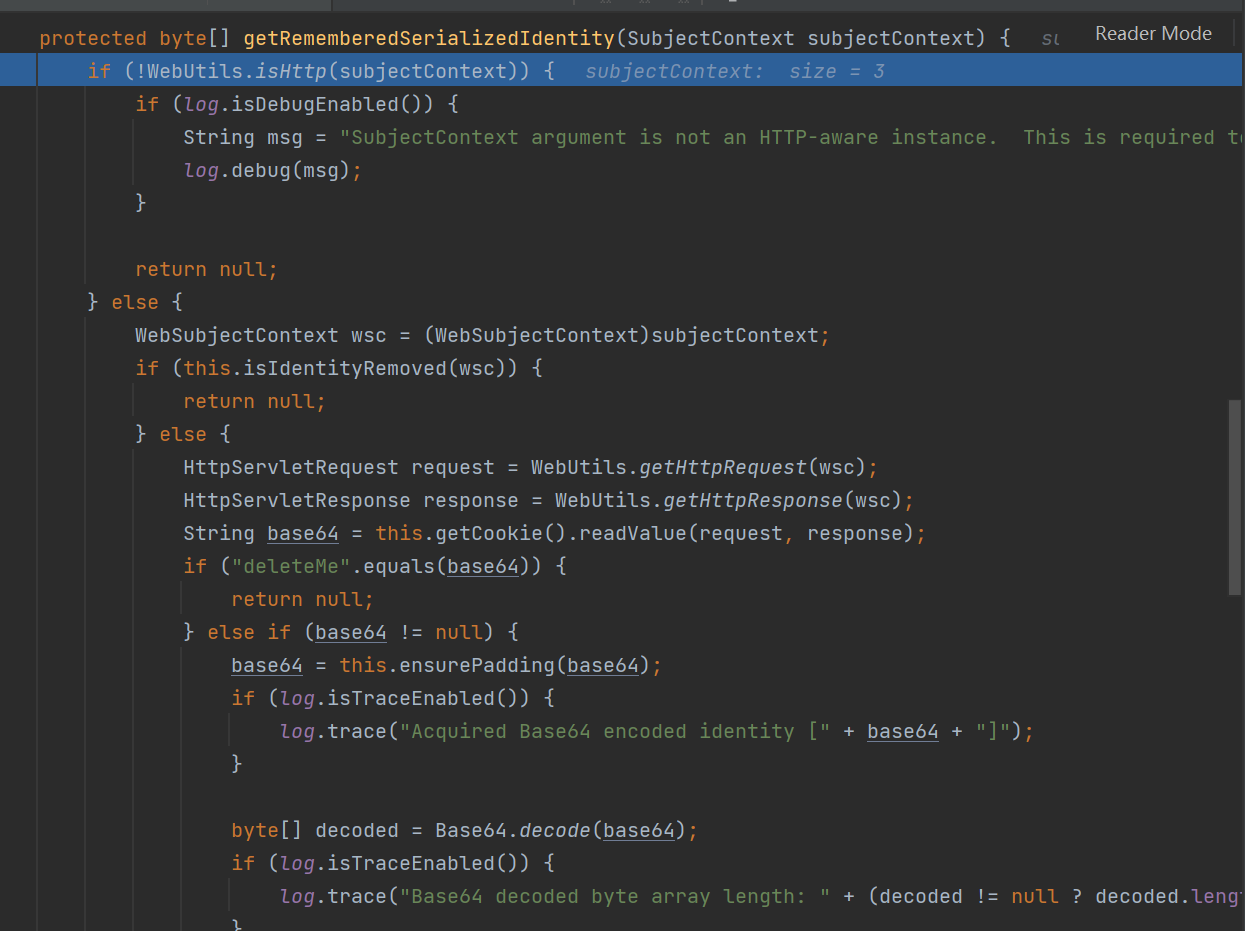 protected byte[] getRememberedSerializedIdentity(SubjectContext subjectContext) { Reader Mode
if (!WebUtils.isHttp(subjectContext)) { subjectContext: size = 3
if (log.isDebugEnabled()) {
String msg = "SubjectContext argument is not an HTTP-aware instance.  This is required
log.debug(msg);
}
return null;
} else {
WebSubjectContext wsc = (WebSubjectContext)subjectContext;
if (this.isIdentityRemoved(wsc)) {
return null;
} else {
HttpServletRequest request = WebUtils.getHttpRequest(wsc);
HttpServletResponse response = WebUtils.getHttpResponse(wsc);
String base64 = this.getCookie().readValue(request, response);
if ("deleteMe".equals(base64)) {
return null;
} else if (base64 != null) {
base64 = this.ensurePadding(base64);
if (log.isTraceEnabled()) {
log.trace("Acquired Base64 encoded identity [" + base64 + "]");
}
byte[] decoded = Base64.decode(base64);
if (log.isTraceEnabled()) {
log.trace("Base64 decoded byte array length: " + (decoded != null ? decoded.leng
}